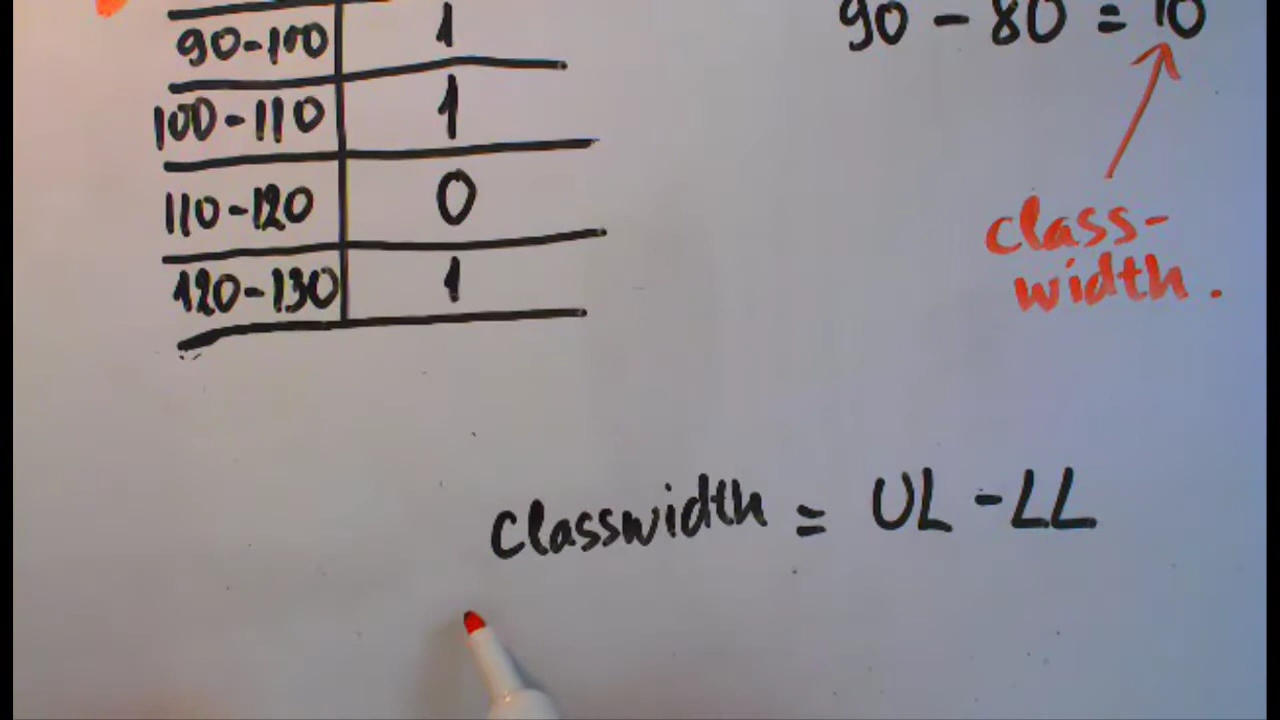 90-100 1
90 - 80 = 10
100-110 1
110-120 0
class-
width.
120-130 1
Classwidth = UL - LL